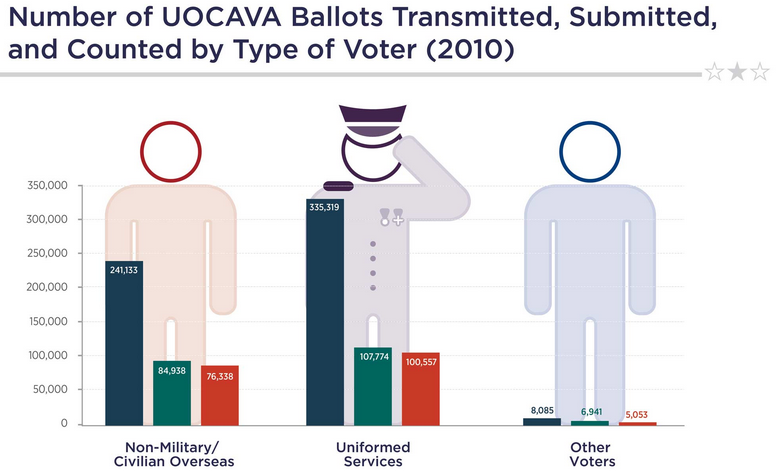 Number of UOCAVA Ballots Transmitted, Submitted,
and Counted by Type of Voter (2010)
350,000
300,000
250,000
200,000
150,000
100,000
50,000
0
241,133
84,938
76,338
335,319
107,774
100,557
8,085
6,941
5,053
Non-Military/
Civilian Overseas
Uniformed
Services
Other
Voters